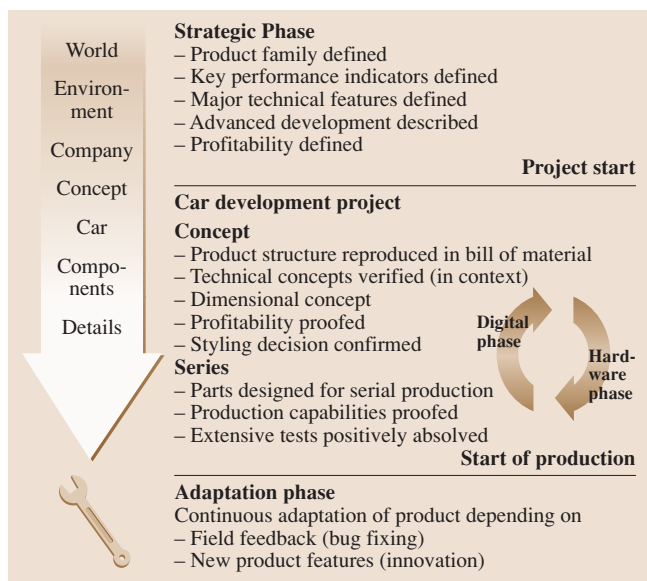 World
Environ-
ment
Company
Concept
Car
Compo-
nents
Details
Strategic Phase
– Product family defined
– Key performance indicators defined
– Major technical features defined
– Advanced development described
– Profitability defined
Project start
Car development project
Concept
– Product structure reproduced in bill of material
– Technical concepts verified (in context)
– Dimensional concept
– Profitability proofed
– Styling decision confirmed
Digital
phase
Hard-
ware
phase
Series
– Parts designed for serial production
– Production capabilities proofed
– Extensive tests positively absolved
Start of production
Adaptation phase
Continuous adaptation of product depending on
– Field feedback (bug fixing)
– New product features (innovation)